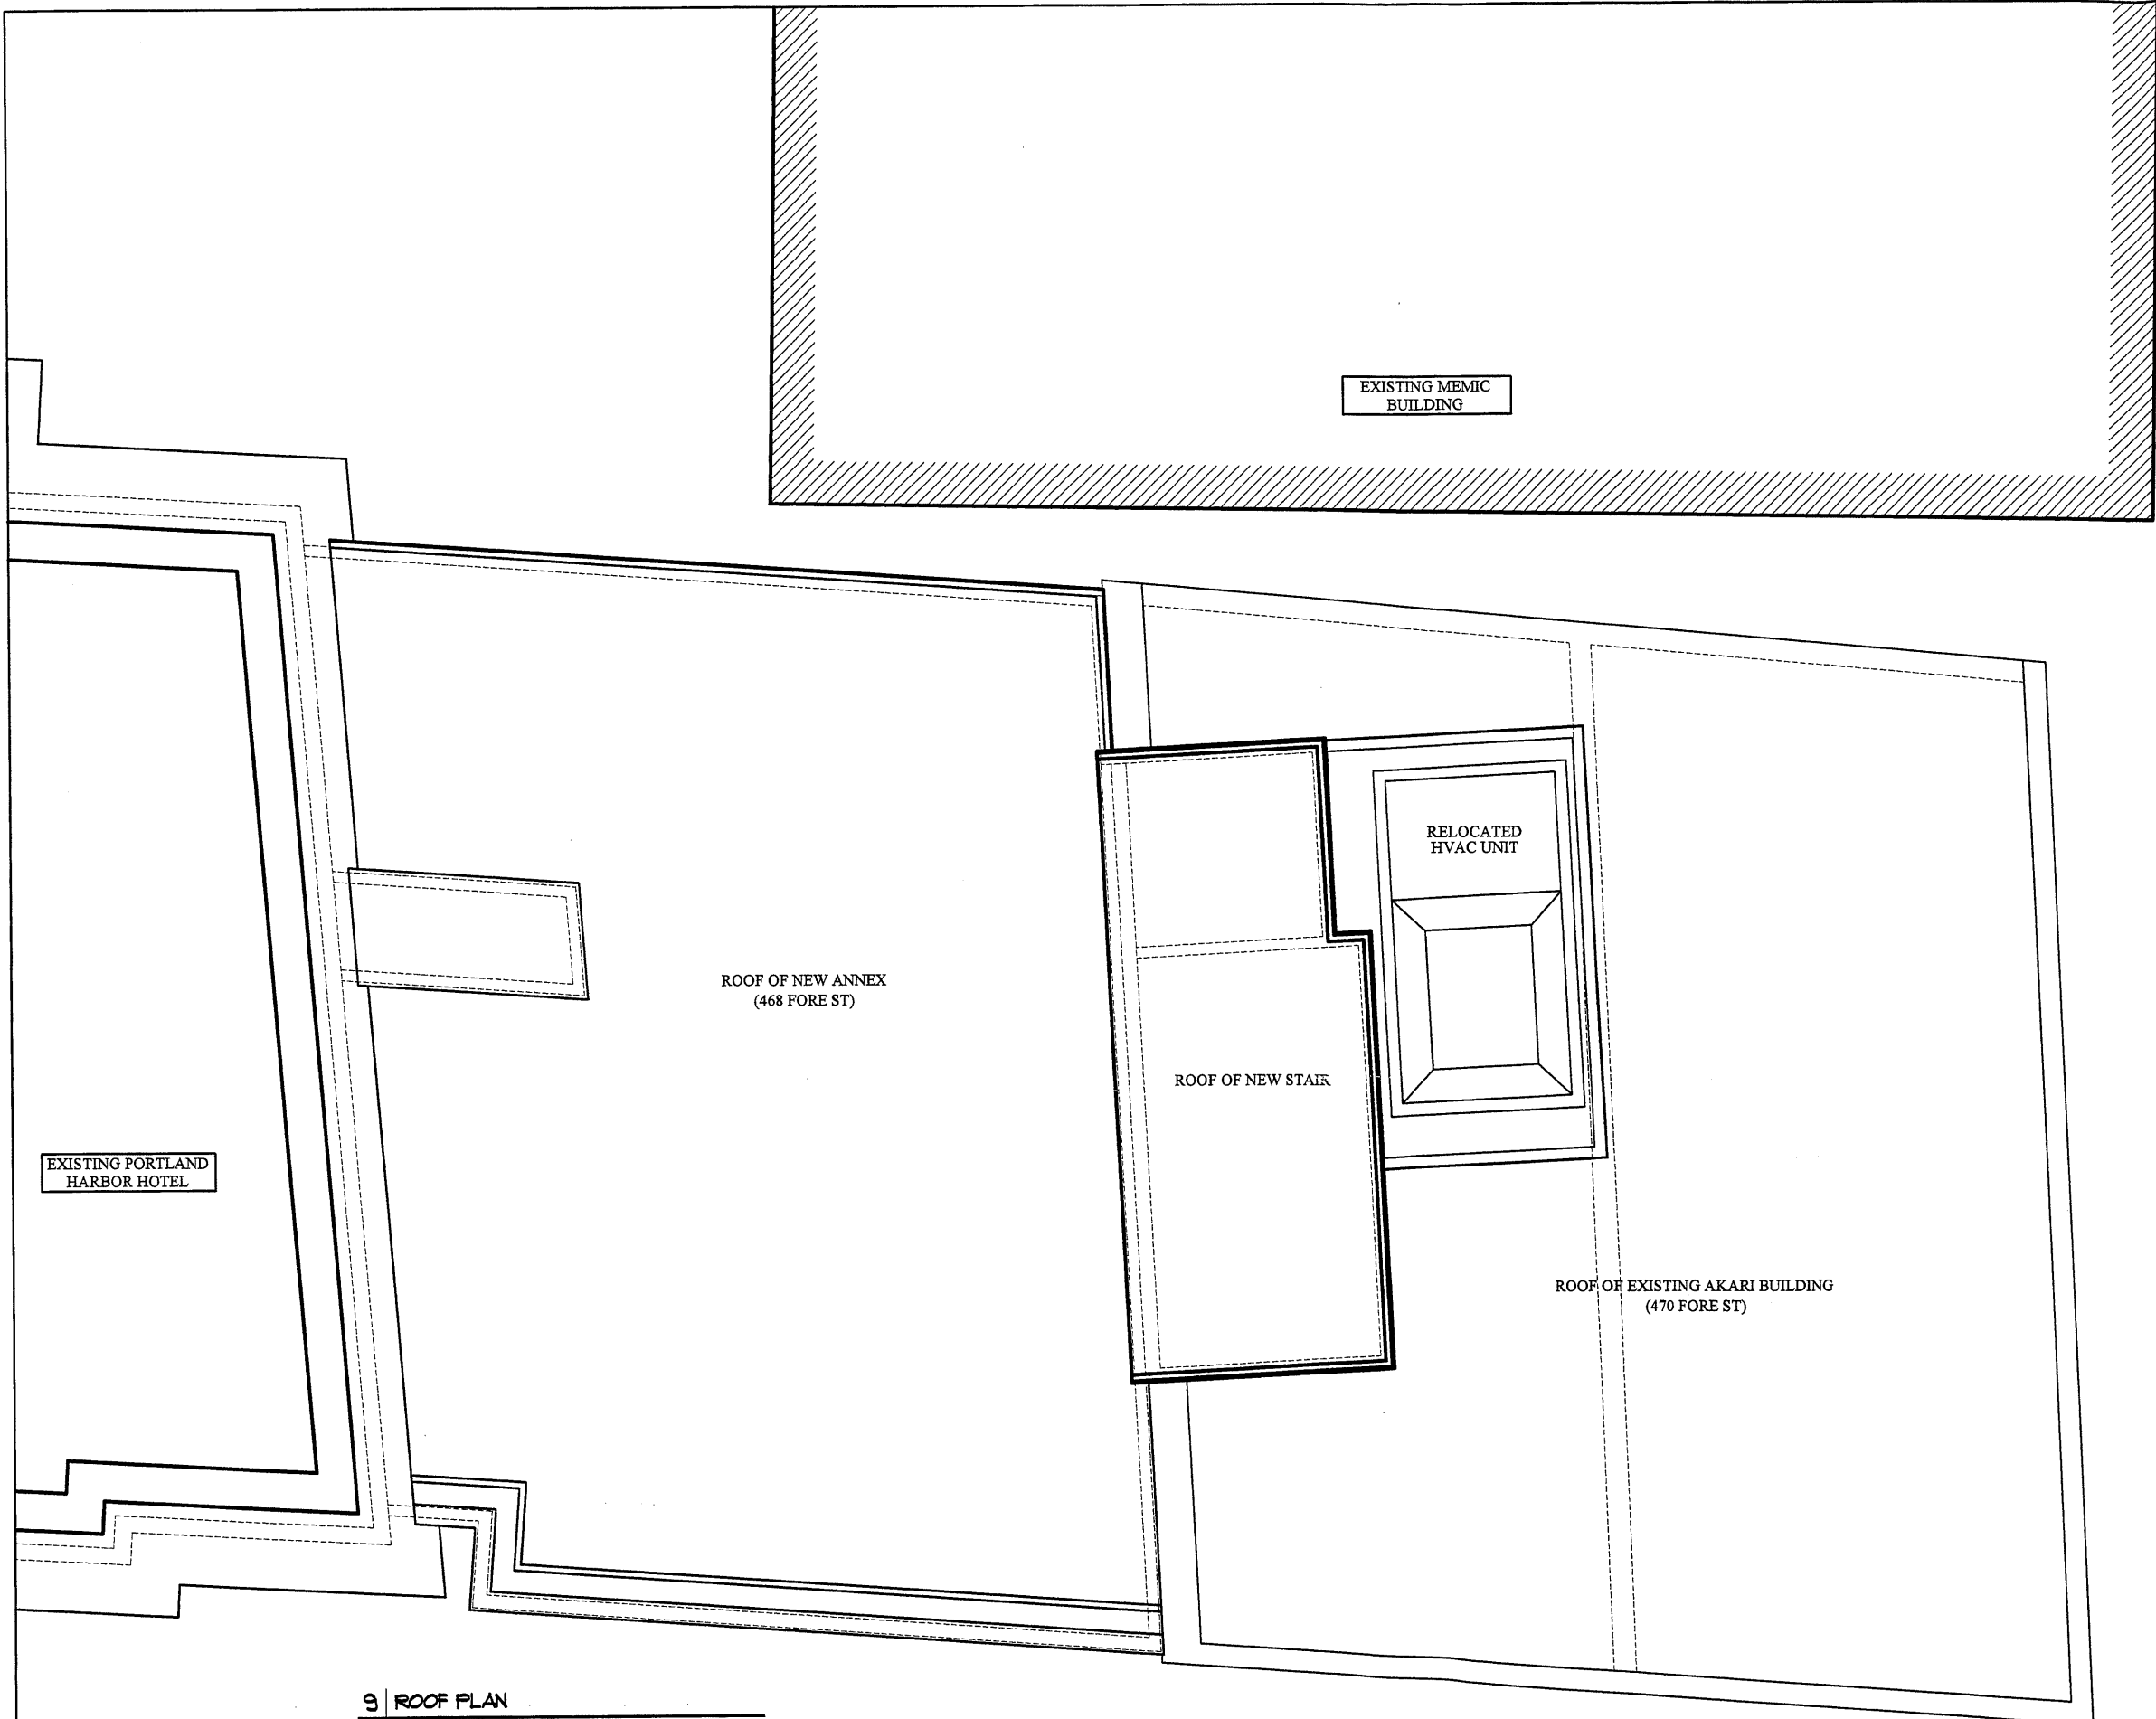 EXISTING MEMIC
BUILDING
RELOCATED
HVAC UNIT
ROOF OF NEW ANNEX
(468 FORE ST)
ROOF OF NEW STAIR
EXISTING PORTLAND
HARBOR HOTEL
ROOF OF EXISTING AKARI BUILDING
(470 FORE ST)
9 ROOF PLAN